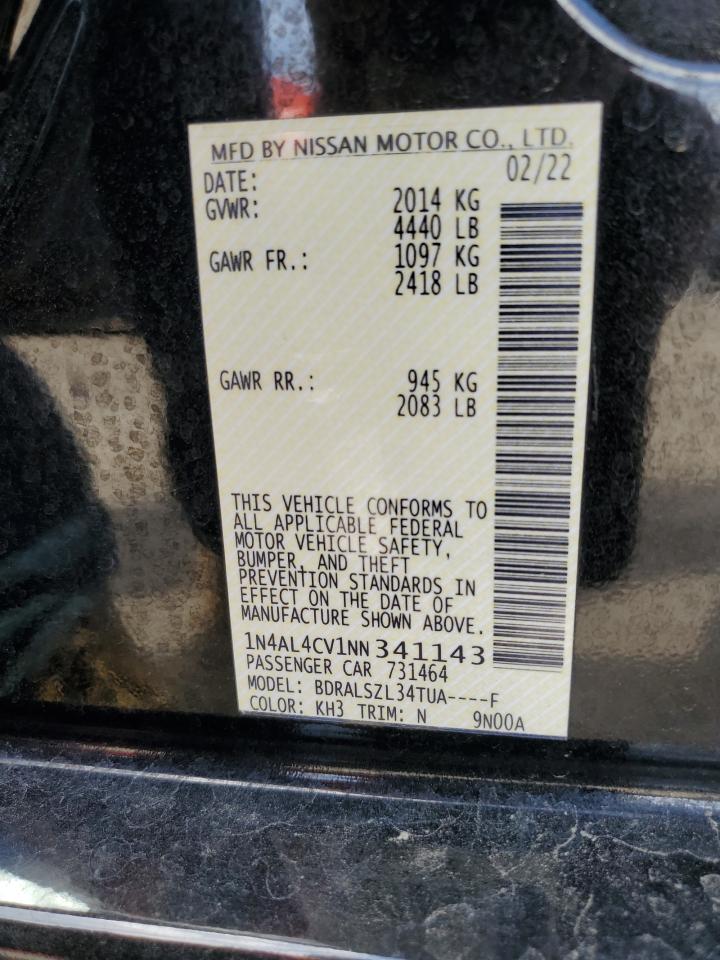 MFD BY NISSAN MOTOR CO., LTD.
DATE: 02/22
GVWR: 2014 KG
4440 LB
GAWR FR.: 1097 KG
2418 LB
GAWR RR.: 945 KG
2083 LB
THIS VEHICLE CONFORMS TO
ALL APPLICABLE FEDERAL
MOTOR VEHICLE SAFETY,
BUMPER, AND THEFT
PREVENTION STANDARDS IN
EFFECT ON THE DATE OF
MANUFACTURE SHOWN ABOVE.
1N4AL4CV1NN341143
PASSENGER CAR 731464
MODEL: BDRALSZL34TUA----F
COLOR: KH3 TRIM: N 9N00A